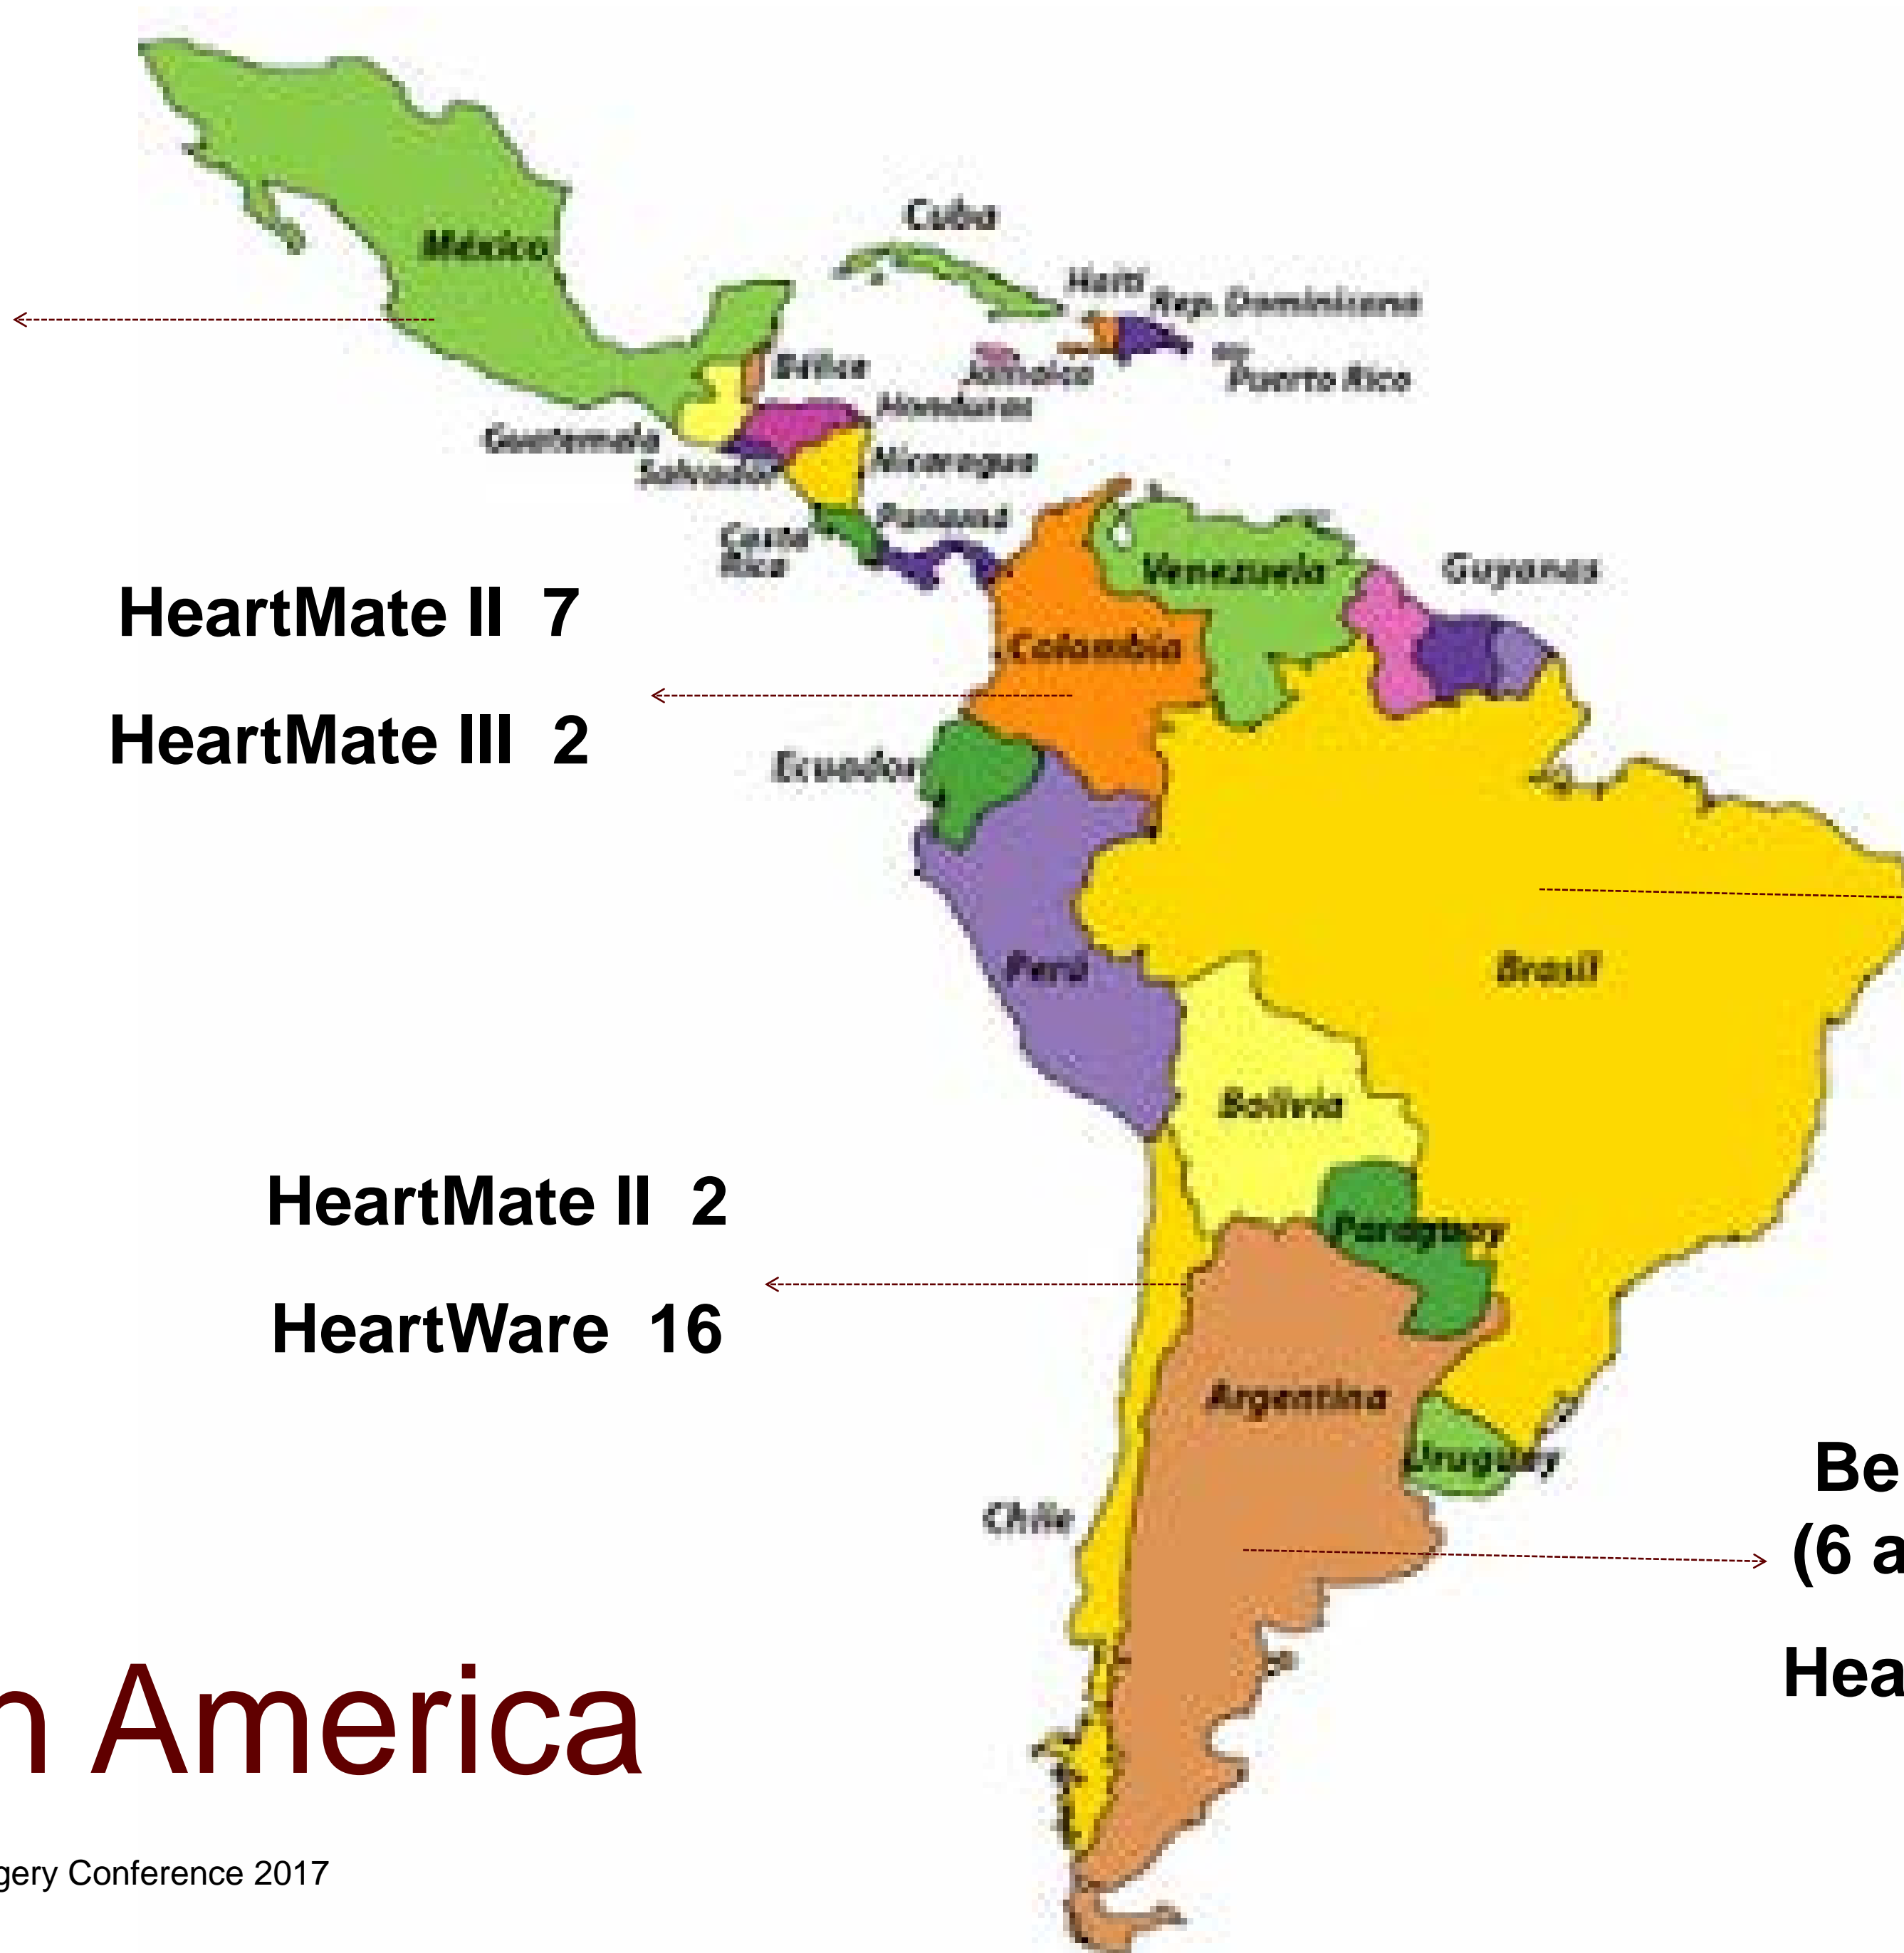 México
Cuba
Haití
Rep. Dominicana
Jamaica
Puerto Rico
Bélice
Honduras
Guatemala
Salvador
Nicaragua
Costa
Rica
Panamá
Venezuela
Guyanas
Colombia
HeartMate II 7
HeartMate III 2
Ecuador
Perú
Brasil
Bolivia
HeartMate II 2
HeartWare 16
Paraguay
Argentina
Uruguay
Chile
Be
(6 a
Hea
n America
gery Conference 2017